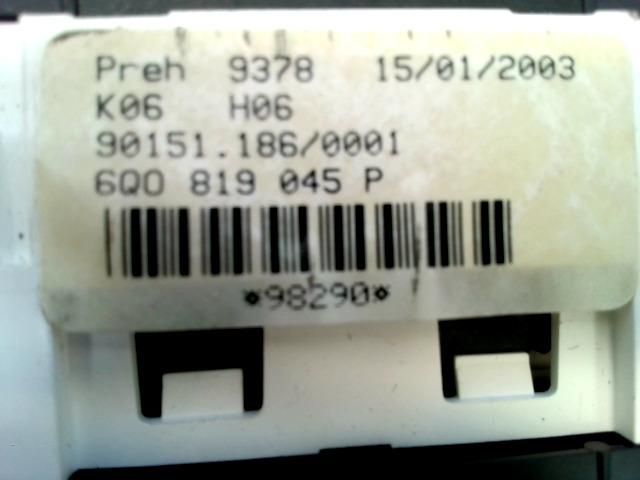 Preh 9378 15/01/2003
K06 H06
90151.186/0001
6Q0 819 045 P
*98290*